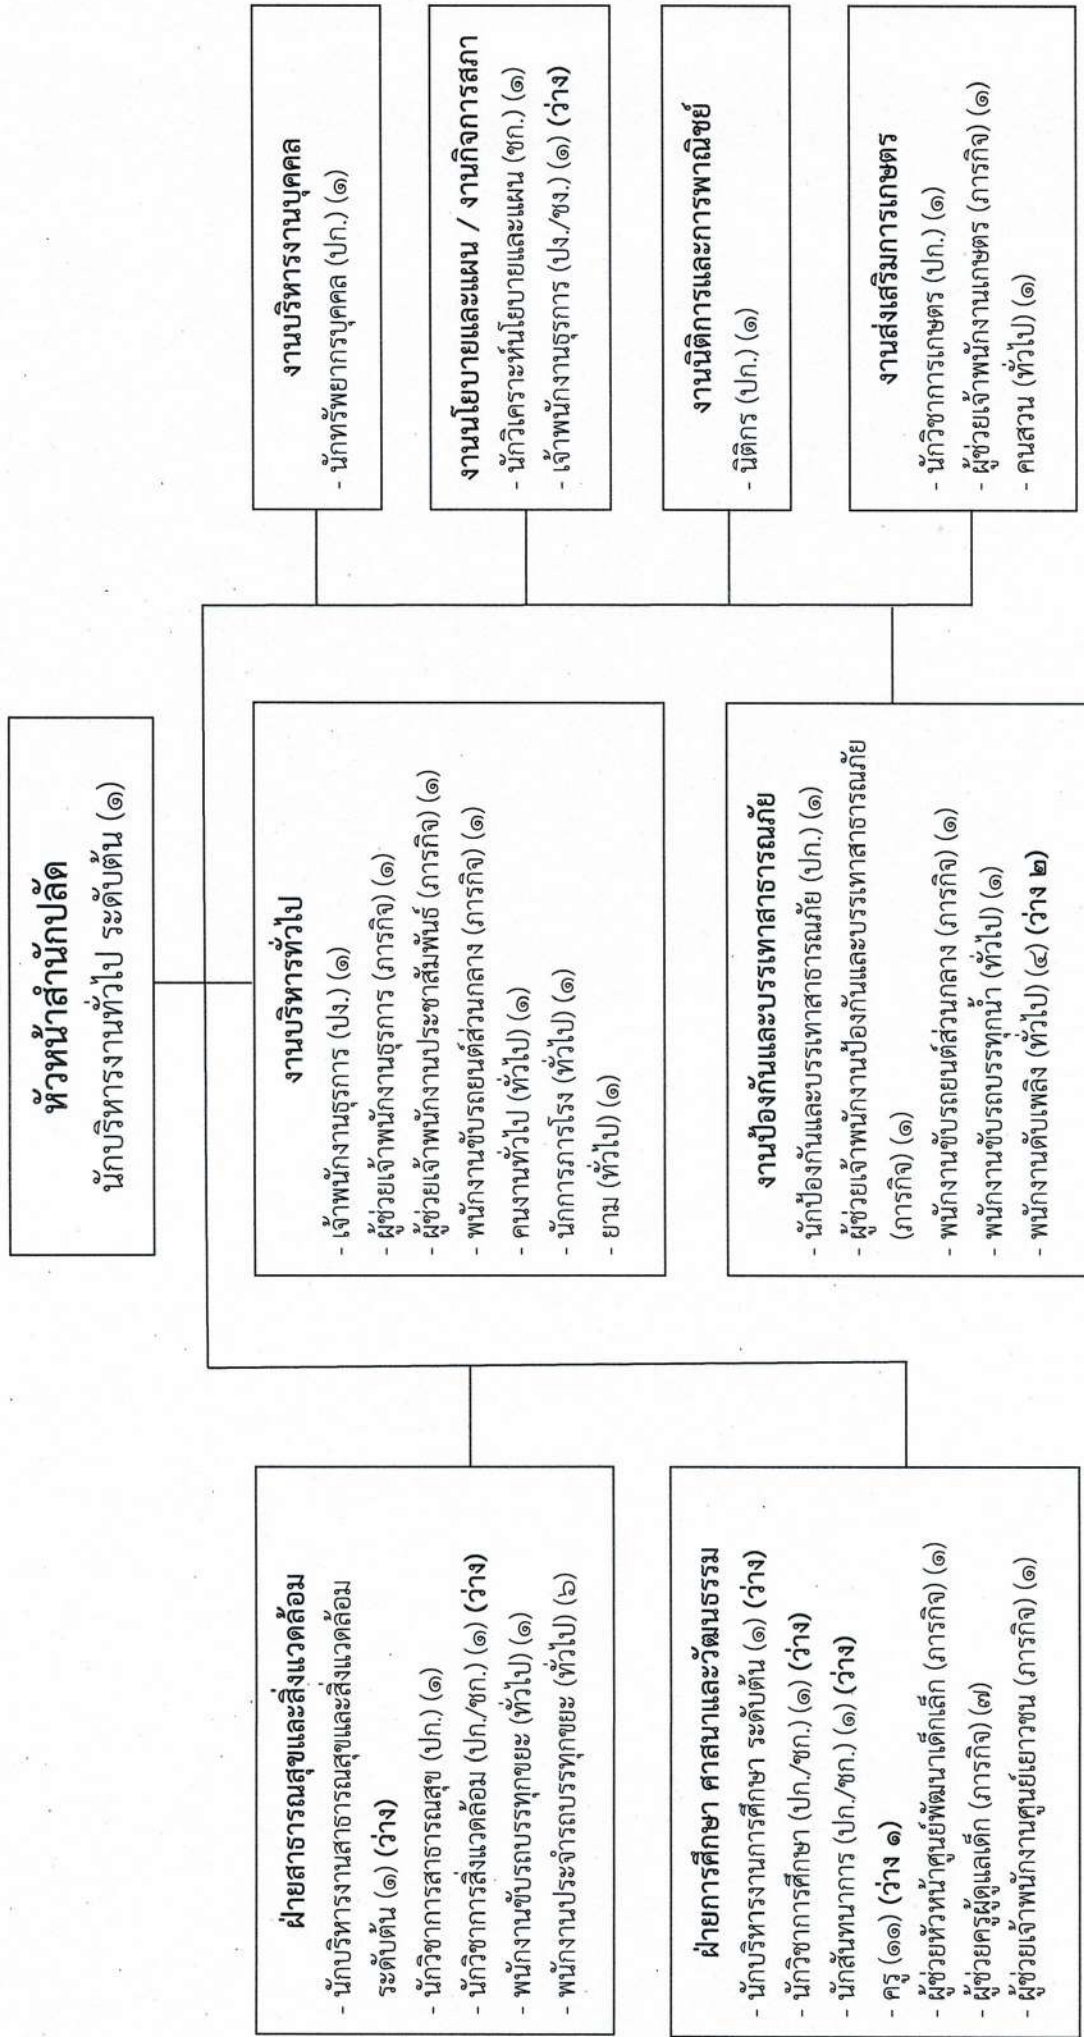 หัวหน้าสำนักปลัด
นักบริหารงานทั่วไป ระดับต้น (๑)
ฝ่ายสาธารณสุขและสิ่งแวดล้อม
- นักบริหารงานสาธารณสุขและสิ่งแวดล้อม
ระดับต้น (๑) (ว่าง)
- นักวิชาการสาธารณสุข (ปก.) (๑)
- นักวิชาการสิ่งแวดล้อม (ปก./ชก.) (๑) (ว่าง)
- พนักงานขับรถบรรทุกขยะ (ทั่วไป) (๑)
- พนักงานประจำรถบรรทุกขยะ (ทั่วไป) (๖)
งานบริหารทั่วไป
- เจ้าพนักงานธุรการ (ปง.) (๑)
- ผู้ช่วยเจ้าพนักงานธุรการ (ภารกิจ) (๑)
- ผู้ช่วยเจ้าพนักงานประชาสัมพันธ์ (ภารกิจ) (๑)
- พนักงานขับรถยนต์ส่วนกลาง (ภารกิจ) (๑)
- คนงานทั่วไป (ทั่วไป) (๑)
- นักการภารโรง (ทั่วไป) (๑)
- ยาม (ทั่วไป) (๑)
งานบริหารงานบุคคล
- นักทรัพยากรบุคคล (ปก.) (๑)
งานนโยบายและแผน / งานกิจการสภา
- นักวิเคราะห์นโยบายและแผน (ชก.) (๑)
- เจ้าพนักงานธุรการ (ปง./ชง.) (๑) (ว่าง)
งานนิติการและการพาณิชย์
- นิติกร (ปก.) (๑)
งานส่งเสริมการเกษตร
- นักวิชาการเกษตร (ปก.) (๑)
- ผู้ช่วยเจ้าพนักงานเกษตร (ภารกิจ) (๑)
- คนสวน (ทั่วไป) (๑)
ฝ่ายการศึกษา ศาสนาและวัฒนธรรม
- นักบริหารงานการศึกษา ระดับต้น (๑) (ว่าง)
- นักวิชาการศึกษา (ปก./ชก.) (๑) (ว่าง)
- นักสันทนาการ (ปก./ชก.) (๑) (ว่าง)
- ครู (๑๑) (ว่าง ๑)
- ผู้ช่วยหัวหน้าศูนย์พัฒนาเด็กเล็ก (ภารกิจ) (๑)
- ผู้ช่วยครูผู้ดูแลเด็ก (ภารกิจ) (๗)
- ผู้ช่วยเจ้าพนักงานศูนย์เยาวชน (ภารกิจ) (๑)
งานป้องกันและบรรเทาสาธารณภัย
- นักป้องกันและบรรเทาสาธารณภัย (ปก.) (๑)
- ผู้ช่วยเจ้าพนักงานป้องกันและบรรเทาสาธารณภัย
(ภารกิจ) (๑)
- พนักงานขับรถยนต์ส่วนกลาง (ภารกิจ) (๑)
- พนักงานขับรถบรรทุกน้ำ (ทั่วไป) (๑)
- พนักงานดับเพลิง (ทั่วไป) (๔) (ว่าง ๒)